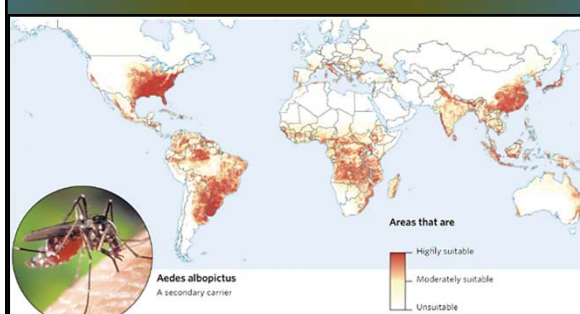 Areas that are
Highly suitable
Moderately suitable
Unsuitable
Aedes albopictus
A secondary carrier